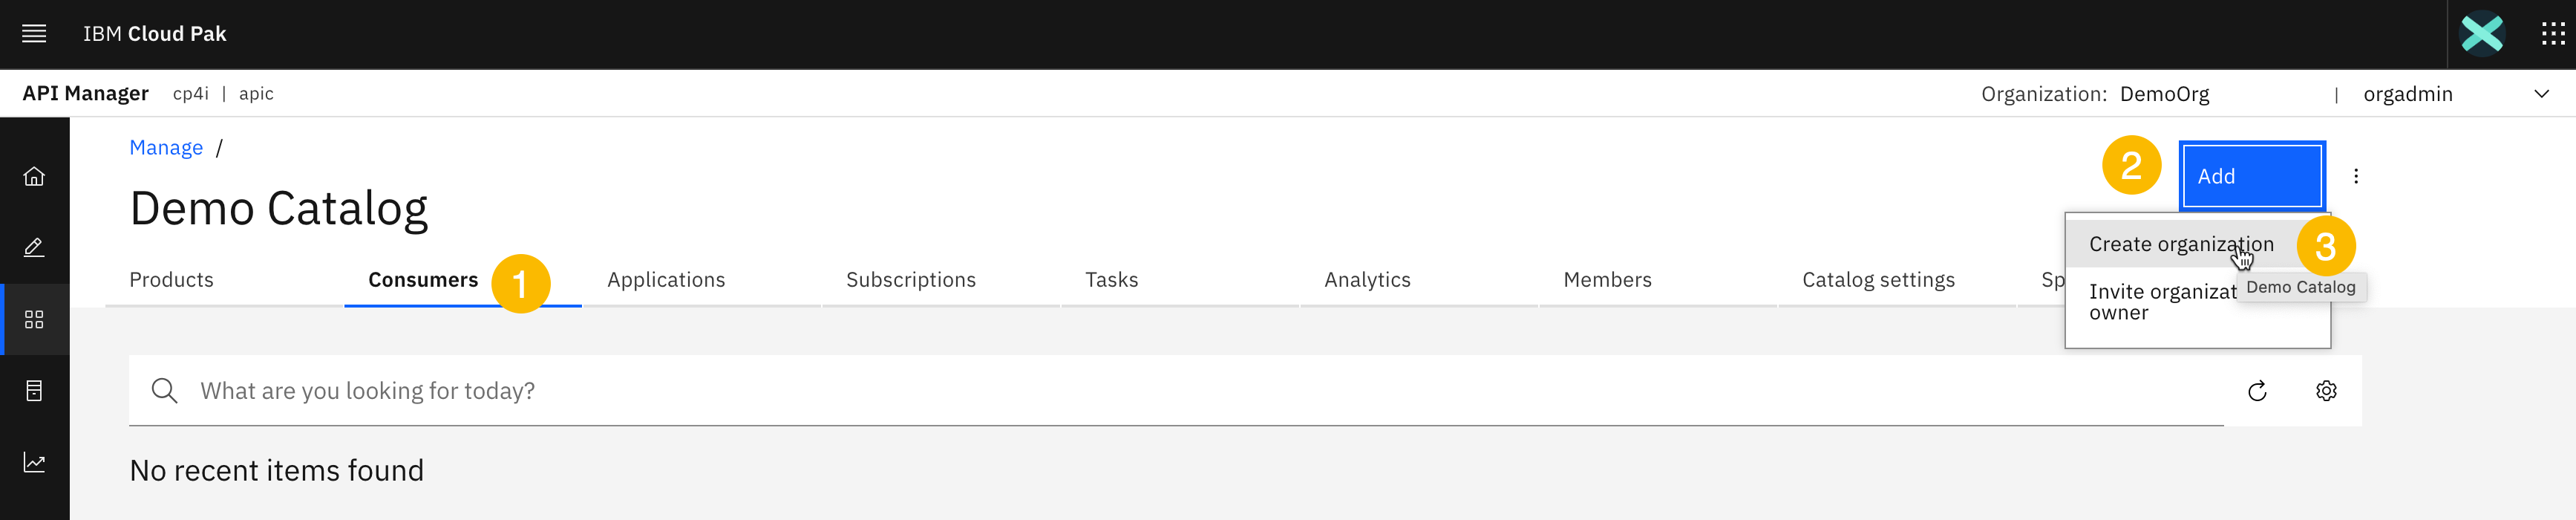 IBM Cloud Pak
API Manager cp4i | apic Organization: DemoOrg | orgadmin
Manage /
2 Add
Demo Catalog
Create organization 3
Products Consumers 1 Applications Subscriptions Tasks Analytics Members Catalog settings
Demo Catalog
Invite
owner
What are you looking for today?
No recent items found